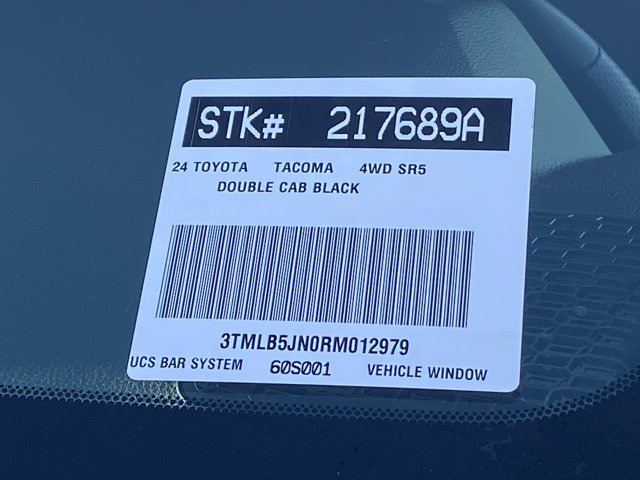 STK# 217689A
24 TOYOTA TACOMA 4WD SR5
DOUBLE CAB BLACK
3TMLB5JN0RM012979
UCS BAR SYSTEM 60S001 VEHICLE WINDOW